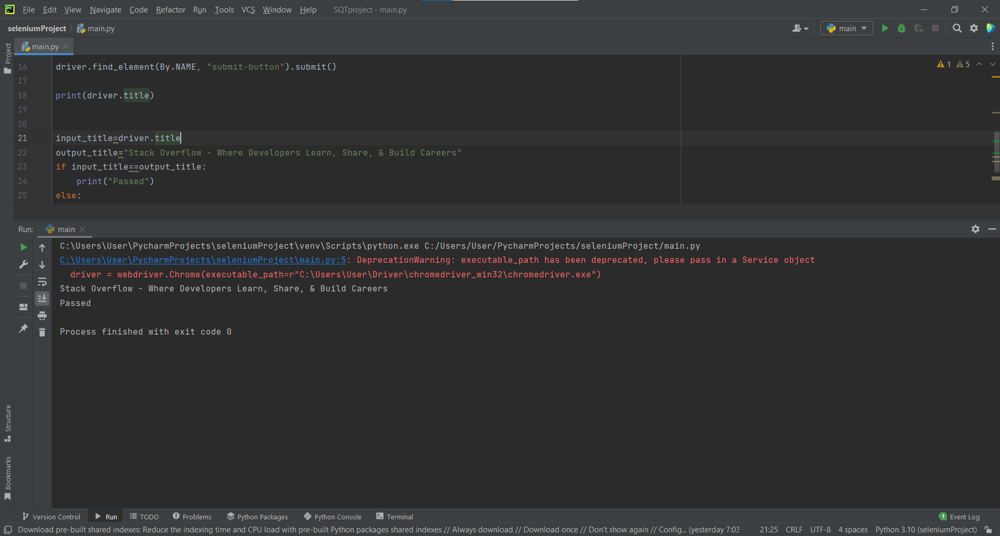 PC File Edit View Navigate Code Refactor Run Tools VCS Window Help SQTproject - main.py
seleniumProject main.py main
Project
main.py
16 driver.find_element(By.NAME, "submit-button").submit() 1 5
17
18 print(driver.title)
19
20
21 input_title=driver.title
22 output_title="Stack Overflow - Where Developers Learn, Share, & Build Careers"
23 if input_title==output_title:
24 print("Passed")
25 else:
Run: main
C:\Users\User\PycharmProjects\seleniumProject\venv\Scripts\python.exe C:/Users/User/PycharmProjects/seleniumProject/main.py
C:\Users\User\PycharmProjects\seleniumProject\main.py:5: DeprecationWarning: executable_path has been deprecated, please pass in a Service object
driver = webdriver.Chrome(executable_path=r"C:\Users\User\Driver\chromedriver_win32\chromedriver.exe")
Stack Overflow - Where Developers Learn, Share, & Build Careers
Passed
Process finished with exit code 0
Structure
Bookmarks
Version Control Run TODO Problems Python Packages Python Console Terminal 1 Event Log
Download pre-built shared indexes: Reduce the indexing time and CPU load with pre-built Python packages shared indexes // Always download // Download once // Don't show again // Config... (yesterday 7:03 21:25 CRLF UTF-8 4 spaces Python 3.10 (seleniumProject)